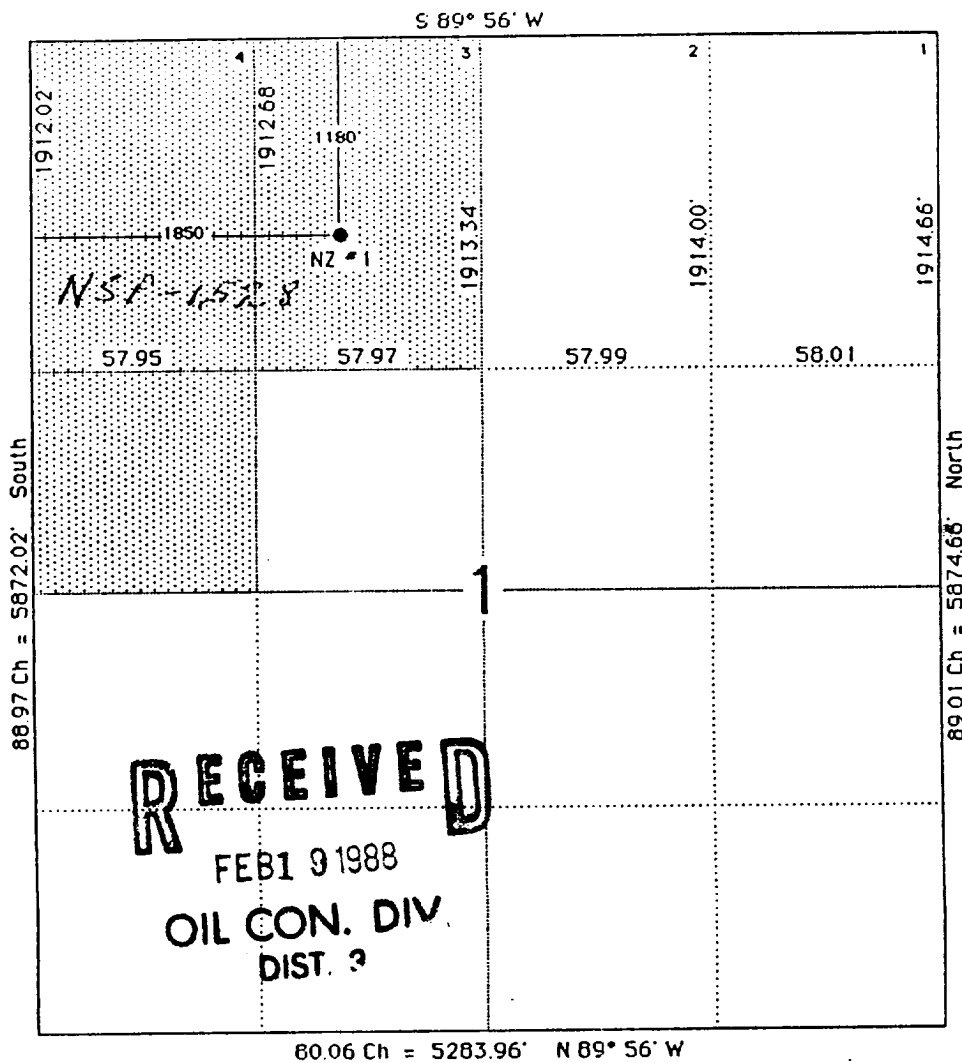 S 89° 56' W
4
3
2
1
1912.02'
1912.68'
1913.34'
1914.00'
1914.66'
1180'
1850'
NZ #1
57.95
57.97
57.99
58.01
88.97 Ch = 5872.02' South
89.01 Ch = 5874.66' North
1
RECEIVED
FEB 19 1988
OIL CON. DIV.
DIST. 3
80.06 Ch = 5283.96' N 89° 56' W